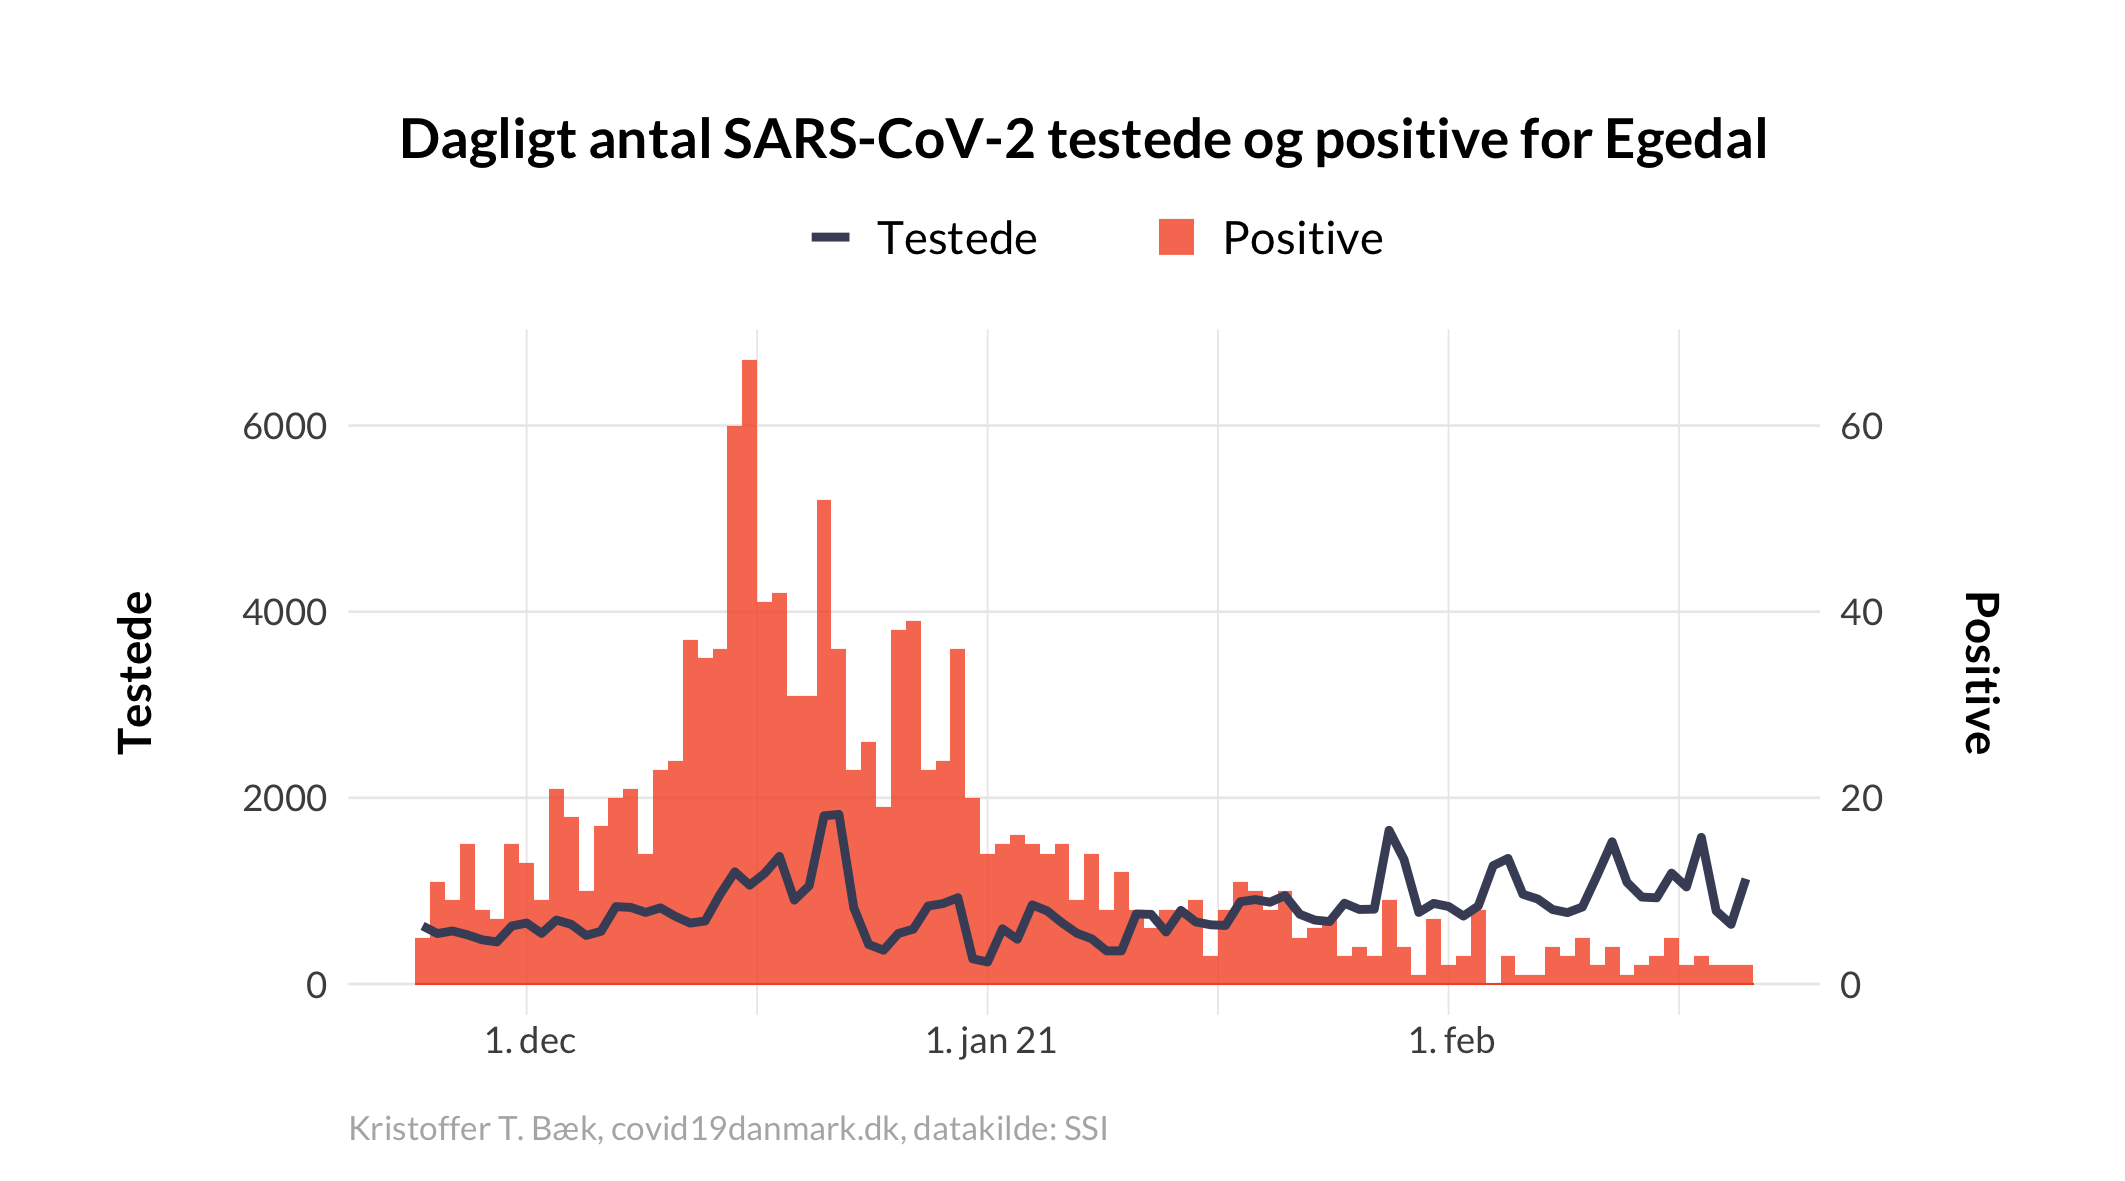 Dagligt antal SARS-CoV-2 testede og positive for Egedal
Testede
Positive
6000
4000
2000
0
60
40
20
0
Testede
Positive
1. dec
1. jan 21
1. feb
Kristoffer T. Bæk, covid19danmark.dk, datakilde: SSI